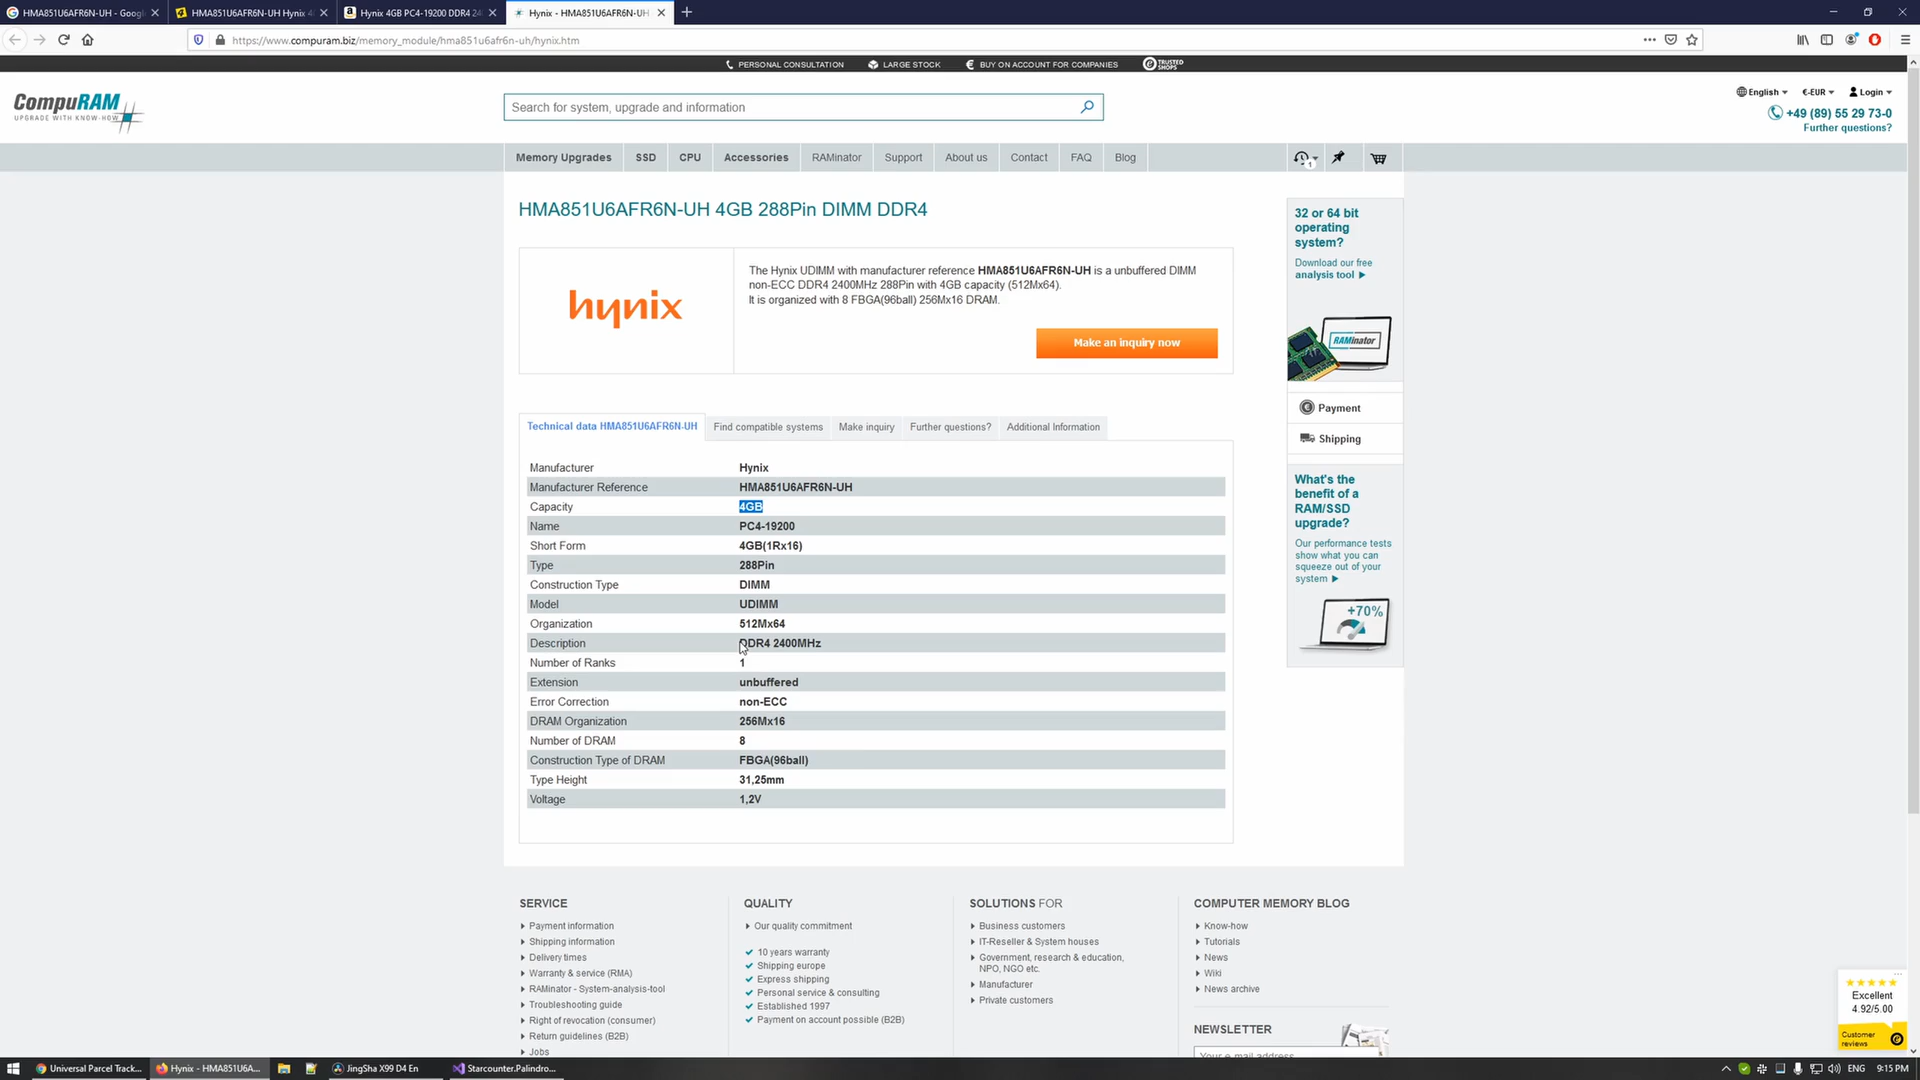 HMA851U6AFR6N-UH - Googl
HMA851U6AFR6N-UH Hynix 4
Hynix 4GB PC4-19200 DDR4 24
Hynix - HMA851U6AFR6N-UH
https://www.compuram.biz/memory_module/hma851u6afr6n-uh/hynix.htm
PERSONAL CONSULTATION
LARGE STOCK
BUY ON ACCOUNT FOR COMPANIES
TRUSTED SHOPS
CompuRAM
UPGRADE WITH KNOW-HOW
Search for system, upgrade and information
English
€-EUR
Login
+49 (89) 55 29 73-0
Further questions?
Memory Upgrades
SSD
CPU
Accessories
RAMinator
Support
About us
Contact
FAQ
Blog
1
HMA851U6AFR6N-UH 4GB 288Pin DIMM DDR4
hynix
The Hynix UDIMM with manufacturer reference HMA851U6AFR6N-UH is a unbuffered DIMM
non-ECC DDR4 2400MHz 288Pin with 4GB capacity (512Mx64).
It is organized with 8 FBGA(96ball) 256Mx16 DRAM.
Make an inquiry now
32 or 64 bit
operating
system?
Download our free
analysis tool
RAMinator
Payment
Shipping
What's the
benefit of a
RAM/SSD
upgrade?
Our performance tests
show what you can
squeeze out of your
system
+70%
Technical data HMA851U6AFR6N-UH
Find compatible systems
Make inquiry
Further questions?
Additional Information
Manufacturer Hynix
Manufacturer Reference HMA851U6AFR6N-UH
Capacity 4GB
Name PC4-19200
Short Form 4GB(1Rx16)
Type 288Pin
Construction Type DIMM
Model UDIMM
Organization 512Mx64
Description DDR4 2400MHz
Number of Ranks 1
Extension unbuffered
Error Correction non-ECC
DRAM Organization 256Mx16
Number of DRAM 8
Construction Type of DRAM FBGA(96ball)
Type Height 31,25mm
Voltage 1,2V
SERVICE
Payment information
Shipping information
Delivery times
Warranty & service (RMA)
RAMinator - System-analysis-tool
Troubleshooting guide
Right of revocation (consumer)
Return guidelines (B2B)
Jobs
QUALITY
Our quality commitment
10 years warranty
Shipping europe
Express shipping
Personal service & consulting
Established 1997
Payment on account possible (B2B)
SOLUTIONS FOR
Business customers
IT-Reseller & System houses
Government, research & education,
NPO, NGO etc.
Manufacturer
Private customers
COMPUTER MEMORY BLOG
Know-how
Tutorials
News
Wiki
News archive
NEWSLETTER
Your e-mail address
Excellent
4.92/5.00
Customer
reviews
Universal Parcel Track...
Hynix - HMA851U6A...
JingSha X99 D4 En
Starcounter.Palindro...
ENG
9:15 PM